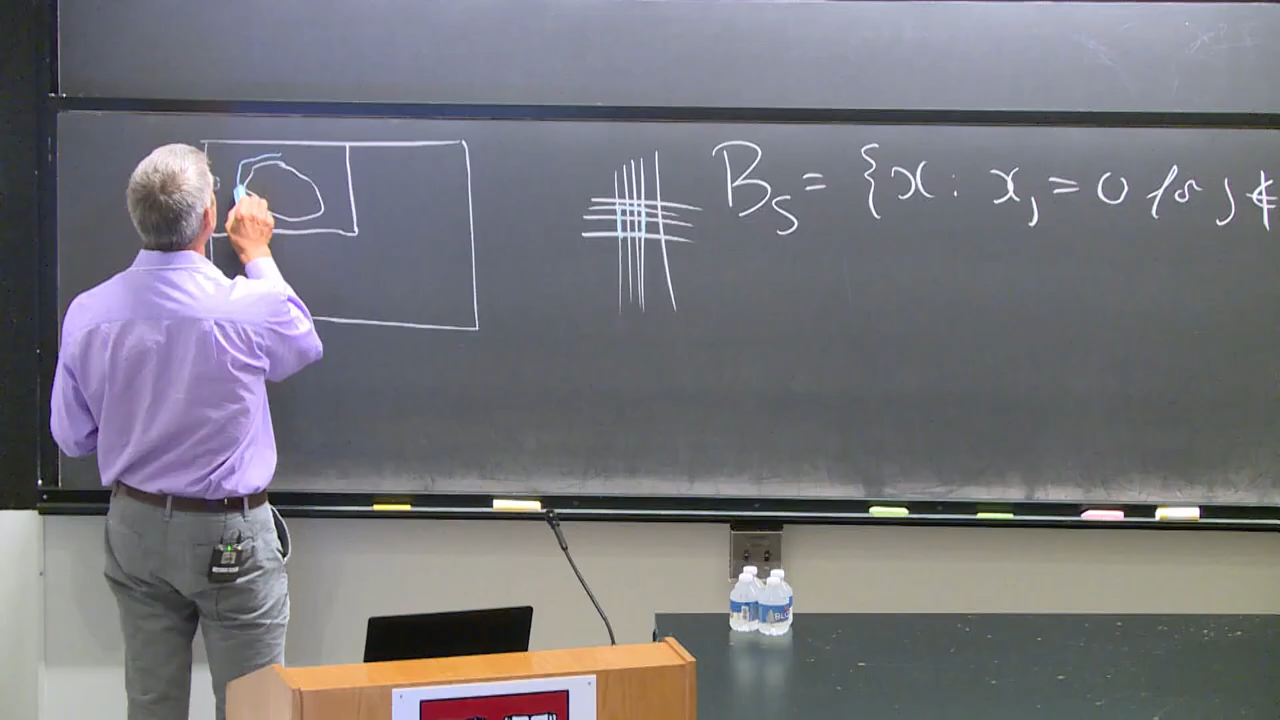 B_S = {x : x_j = 0 for j ∉